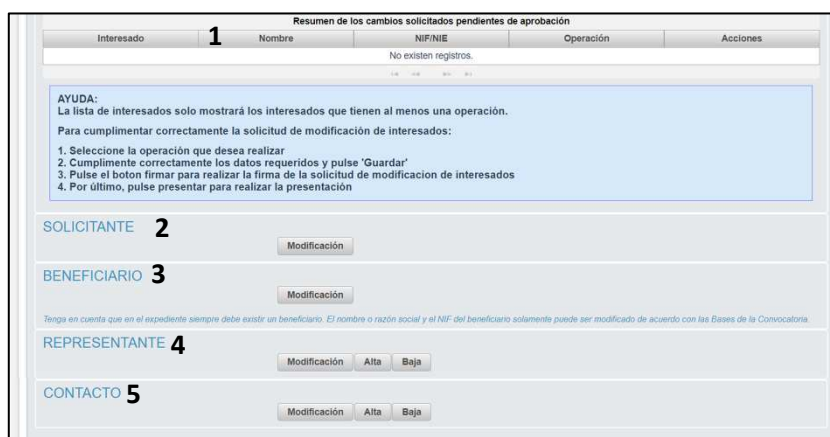 Resumen de los cambios solicitados pendientes de aprobación
Interesado 1 Nombre NIF/NIE Operación Acciones
No existen registros.
AYUDA:
La lista de interesados solo mostrará los interesados que tienen al menos una operación.
Para cumplimentar correctamente la solicitud de modificación de interesados:
1. Seleccione la operación que desea realizar
2. Cumplimente correctamente los datos requeridos y pulse 'Guardar'
3. Pulse el boton firmar para realizar la firma de la solicitud de modificacion de interesados
4. Por último, pulse presentar para realizar la presentación
SOLICITANTE 2
Modificación
BENEFICIARIO 3
Modificación
Tenga en cuenta que en el expediente siempre debe existir un beneficiario. El nombre o razón social y el NIF del beneficiario solamente puede ser modificado de acuerdo con las Bases de la Convocatoria.
REPRESENTANTE 4
Modificación Alta Baja
CONTACTO 5
Modificación Alta Baja